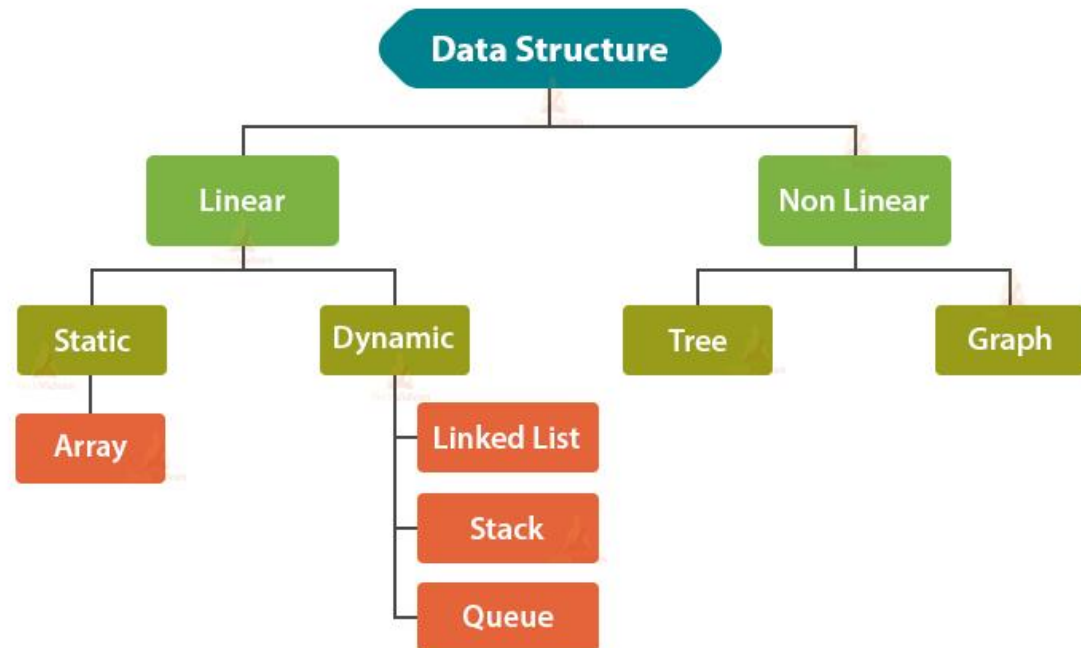 Data Structure
Linear
Non Linear
Static
Dynamic
Tree
Graph
Array
Linked List
Stack
Queue